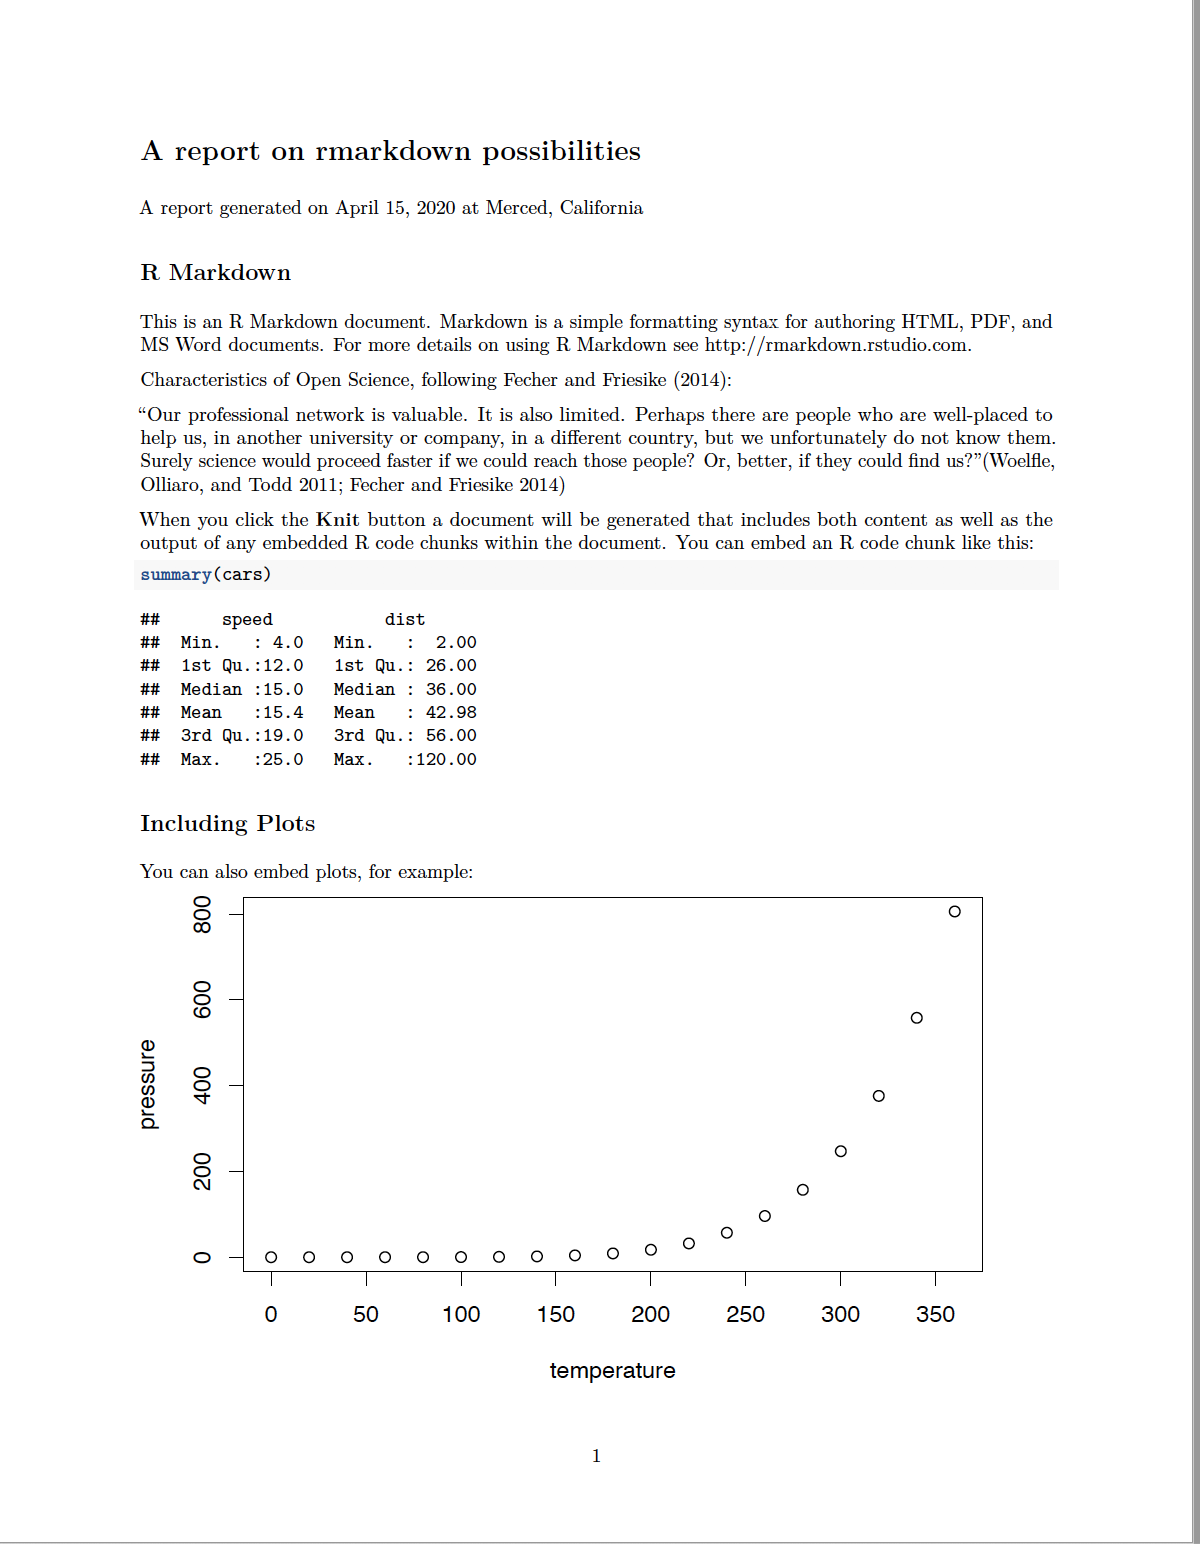 A report on rmarkdown possibilities
A report generated on April 15, 2020 at Merced, California
R Markdown
This is an R Markdown document. Markdown is a simple formatting syntax for authoring HTML, PDF, and
MS Word documents. For more details on using R Markdown see http://rmarkdown.rstudio.com.
Characteristics of Open Science, following Fecher and Friesike (2014):
“Our professional network is valuable. It is also limited. Perhaps there are people who are well-placed to
help us, in another university or company, in a different country, but we unfortunately do not know them.
Surely science would proceed faster if we could reach those people? Or, better, if they could find us?”(Woelfle,
Olliaro, and Todd 2011; Fecher and Friesike 2014)
When you click the Knit button a document will be generated that includes both content as well as the
output of any embedded R code chunks within the document. You can embed an R code chunk like this:
summary(cars)
##      speed           dist
##  Min.   : 4.0   Min.   :  2.00
##  1st Qu.:12.0   1st Qu.: 26.00
##  Median :15.0   Median : 36.00
##  Mean   :15.4   Mean   : 42.98
##  3rd Qu.:19.0   3rd Qu.: 56.00
##  Max.   :25.0   Max.   :120.00
Including Plots
You can also embed plots, for example:
800
600
400
200
0
pressure
0 50 100 150 200 250 300 350
temperature
1